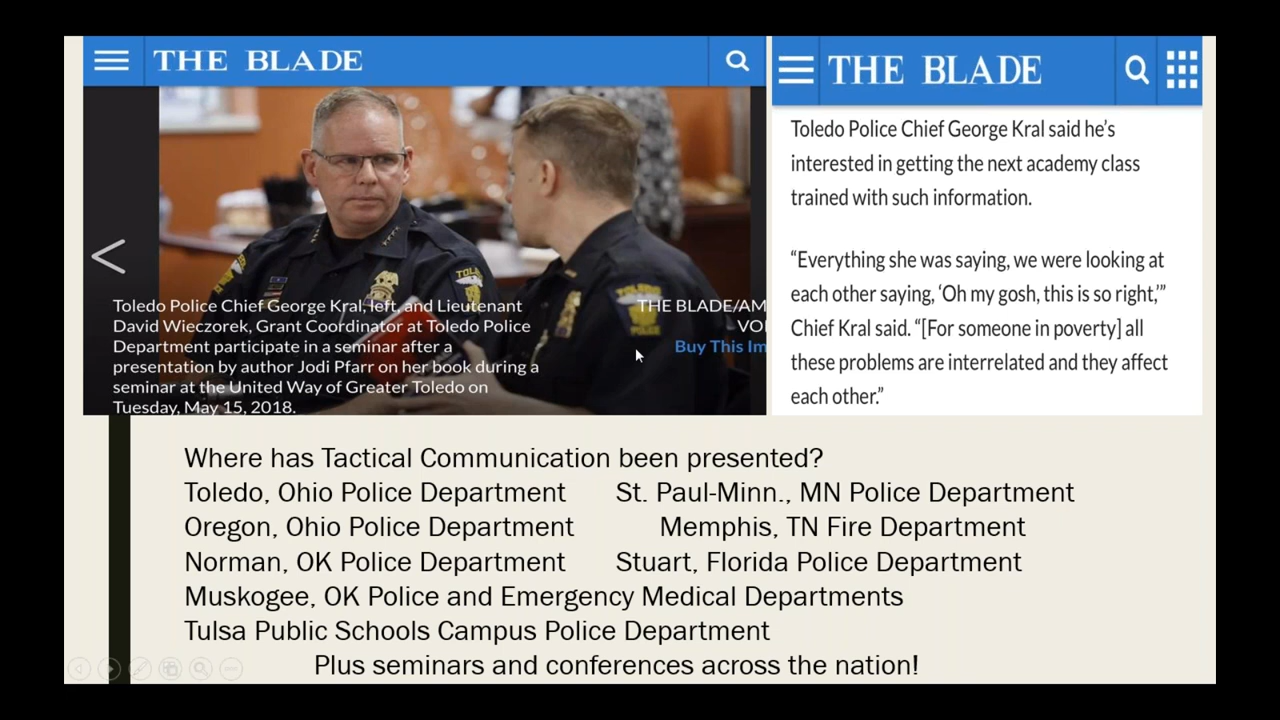 THE BLADE
Toledo Police Chief George Kral, left, and Lieutenant
David Wieczorek, Grant Coordinator at Toledo Police
Department participate in a seminar after a
presentation by author Jodi Pfarr on her book during a
seminar at the United Way of Greater Toledo on
Tuesday, May 15, 2018.
THE BLADE/AM
VO
Buy This Im
THE BLADE
Toledo Police Chief George Kral said he’s
interested in getting the next academy class
trained with such information.
“Everything she was saying, we were looking at
each other saying, ‘Oh my gosh, this is so right,’”
Chief Kral said. “[For someone in poverty] all
these problems are interrelated and they affect
each other.”
Where has Tactical Communication been presented?
Toledo, Ohio Police Department St. Paul-Minn., MN Police Department
Oregon, Ohio Police Department Memphis, TN Fire Department
Norman, OK Police Department Stuart, Florida Police Department
Muskogee, OK Police and Emergency Medical Departments
Tulsa Public Schools Campus Police Department
Plus seminars and conferences across the nation!